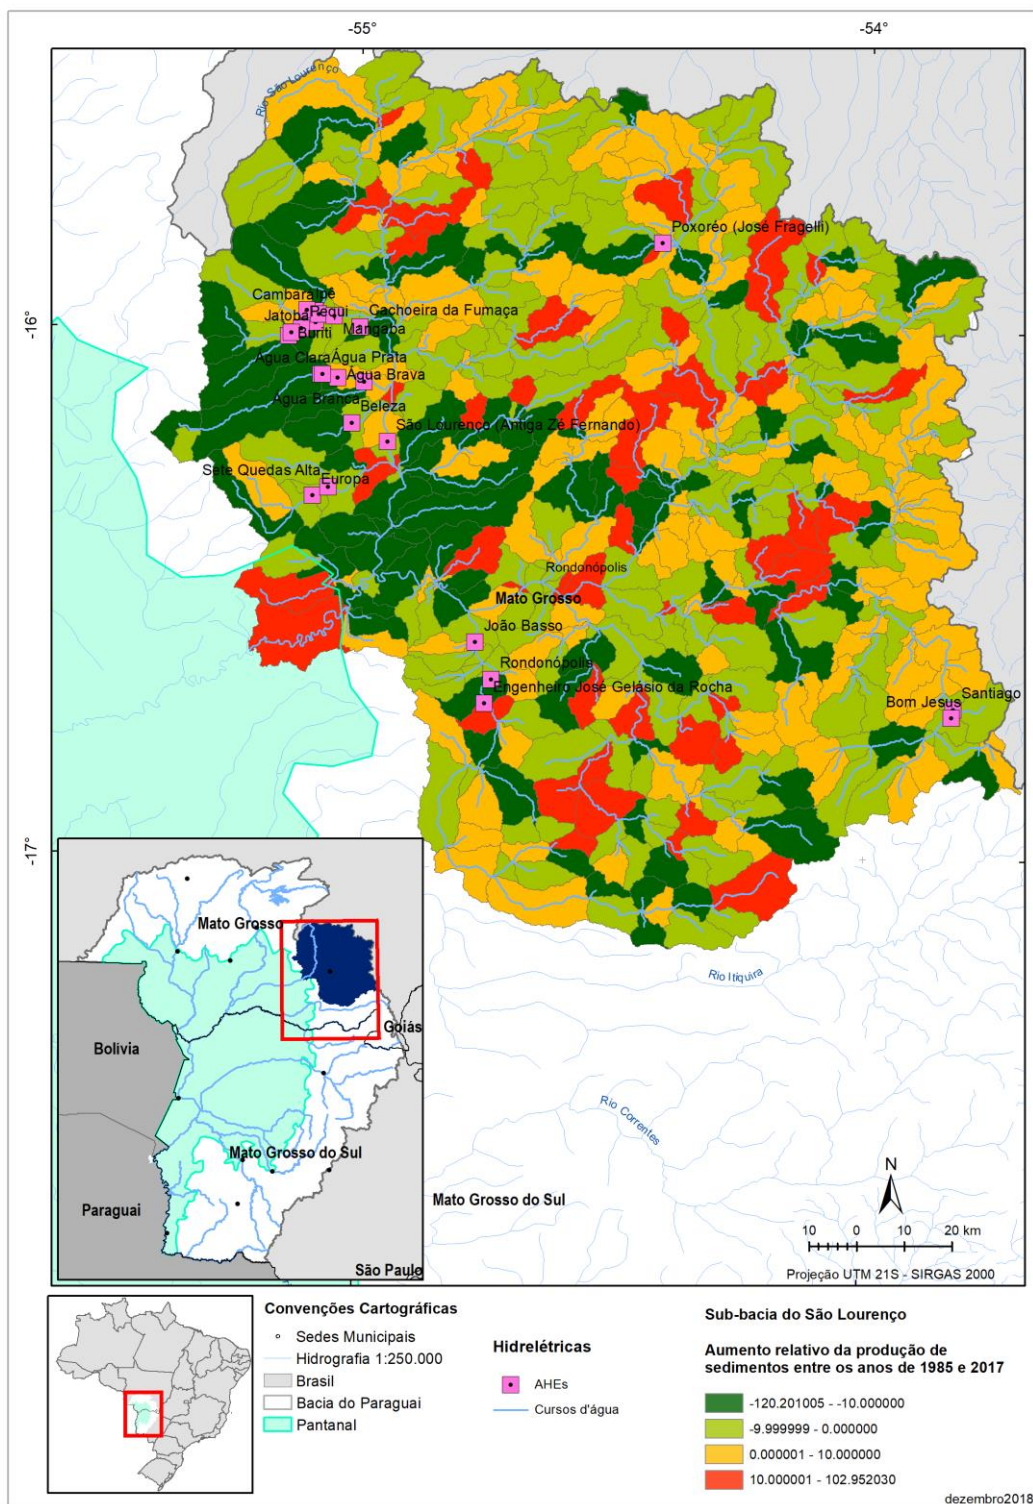 -55°
-54°
Rio São Lourenço
Poxoréo (José Fragelli)
Cambara
Ipê
-16°
-16°
Jatobá
Pequi
Cachoeira da Fumaça
Buriti
Mangaba
Água Clara
Água Prata
Água Brava
Água Branca
Beleza
São Lourenço (Antiga Zé Fernando)
Sete Quedas Alta
Europa
Rondonópolis
Mato Grosso
João Basso
Rondonópolis
Engenheiro José Gelásio da Rocha
Santiago
Bom Jesus
-17°
-17°
Mato Grosso
Rio Itiquira
Goiás
Bolívia
Rio Correntes
Mato Grosso do Sul
Mato Grosso do Sul
Paraguai
São Paulo
N
10 0 10 20 km
Projeção UTM 21S - SIRGAS 2000
Convenções Cartográficas
Sedes Municipais
Hidrografia 1:250.000
Brasil
Bacia do Paraguai
Pantanal
Hidrelétricas
AHEs
Cursos d'água
Sub-bacia do São Lourenço
Aumento relativo da produção de
sedimentos entre os anos de 1985 e 2017
-120.201005 - -10.000000
-9.999999 - 0.000000
0.000001 - 10.000000
10.000001 - 102.952030
dezembro2018